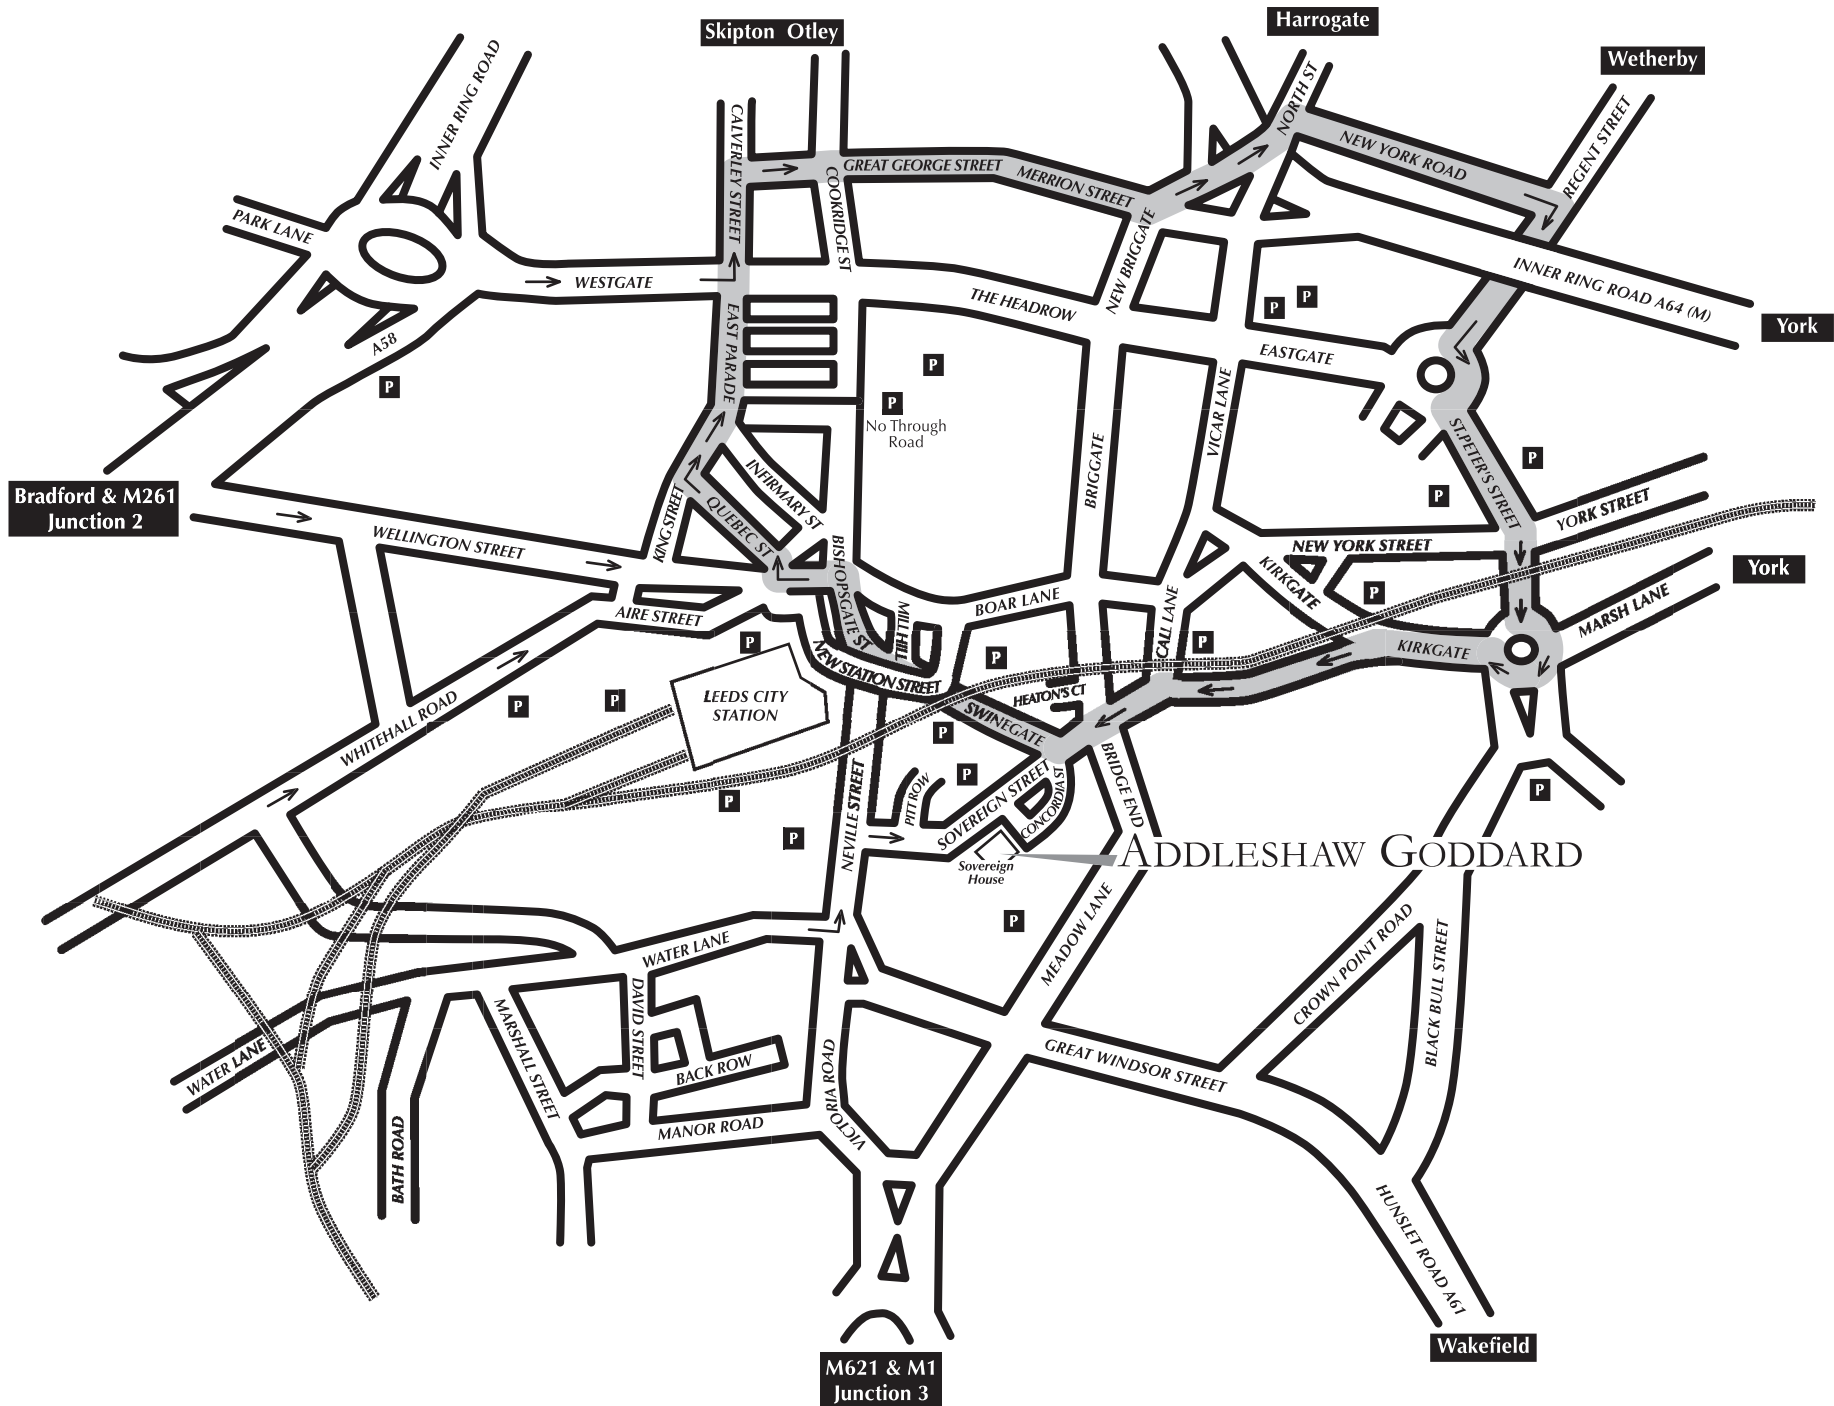 Harrogate
Skipton Otley
Wetherby
INNER RING ROAD
NORTH ST
REGENT STREET
CALVERLEY STREET
NEW YORK ROAD
GREAT GEORGE STREET
MERRION STREET
COOKRIDGE ST
PARK LANE
NEW BRIGGATE
INNER RING ROAD A64 (M)
WESTGATE
THE HEADROW
P
P
York
EAST PARADE
A58
EASTGATE
P
P
P
No Through
Road
VICAR LANE
BRIGGATE
ST.PETER'S STREET
P
P
Bradford & M261
Junction 2
INFIRMARY ST
QUEBEC ST
KING STREET
YORK STREET
WELLINGTON STREET
NEW YORK STREET
BISHOPSGATE ST
KIRKGATE
York
P
BOAR LANE
MARSH LANE
AIRE STREET
MILL HILL
CALL LANE
P
P
P
KIRKGATE
NEW STATION STREET
LEEDS CITY
STATION
HEATON'S CT
P
P
WHITEHALL ROAD
SWINEGATE
P
BRIDGE END
P
PITT ROW
SOVEREIGN STREET
CONCORDIA ST
P
P
NEVILLE STREET
P
ADDLESHAW GODDARD
Sovereign
House
P
MEADOW LANE
CROWN POINT ROAD
BLACK BULL STREET
WATER LANE
DAVID STREET
MARSHALL STREET
WATER LANE
BACK ROW
VICTORIA ROAD
GREAT WINDSOR STREET
MANOR ROAD
BATH ROAD
HUNSLET ROAD A61
Wakefield
M621 & M1
Junction 3